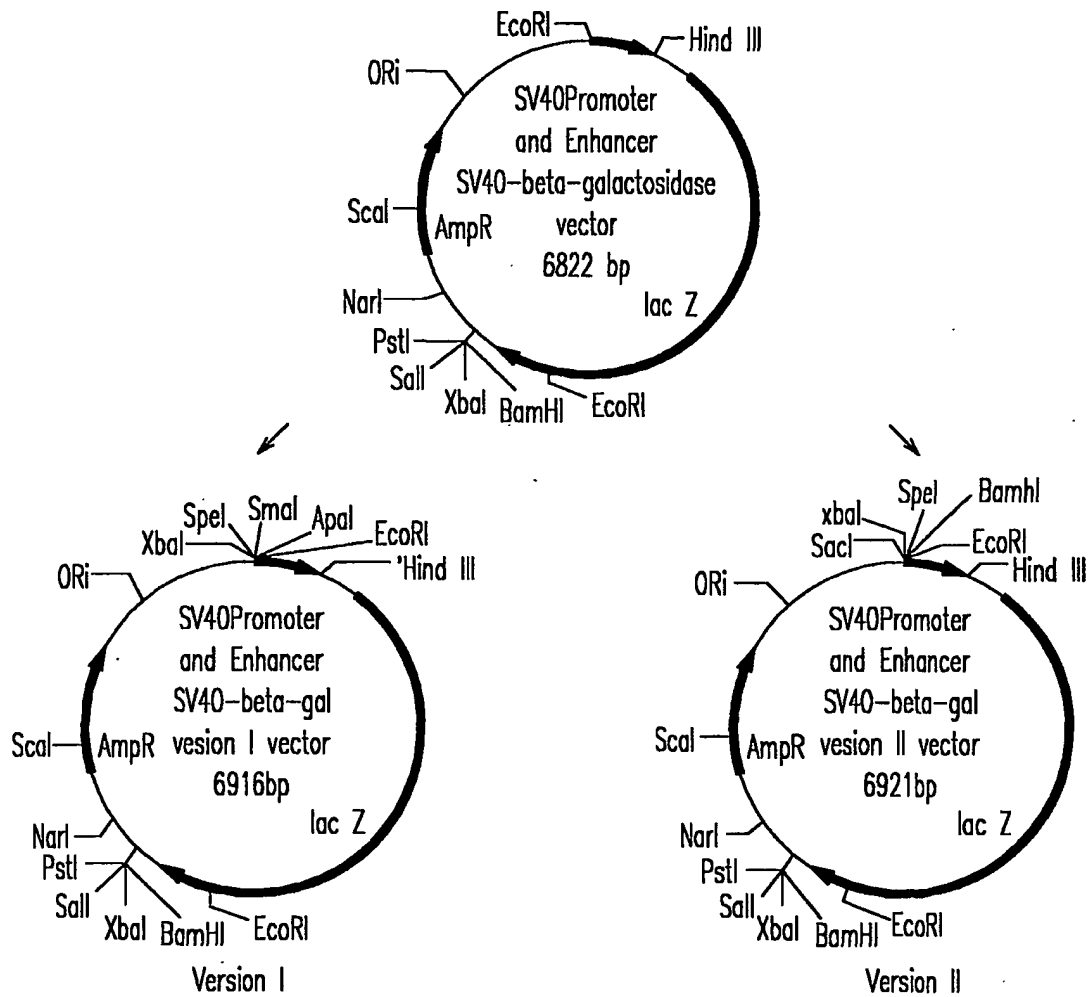 EcoRI
Hind III
ORi
SV40Promoter
and Enhancer
SV40-beta-galactosidase
vector
6822 bp
ScaI
AmpR
lac Z
NarI
PstI
SalI
XbaI
BamHI
EcoRI
SpeI
SmaI
ApaI
XbaI
EcoRI
'Hind III
ORi
SV40Promoter
and Enhancer
SV40-beta-gal
vesion I vector
6916bp
ScaI
AmpR
lac Z
NarI
PstI
SalI
XbaI
BamHI
EcoRI
Version I
SpeI
BamhI
xbaI
SacI
EcoRI
Hind III
ORi
SV40Promoter
and Enhancer
SV40-beta-gal
vesion II vector
6921bp
ScaI
AmpR
lac Z
NarI
PstI
SalI
XbaI
BamHI
EcoRI
Version II